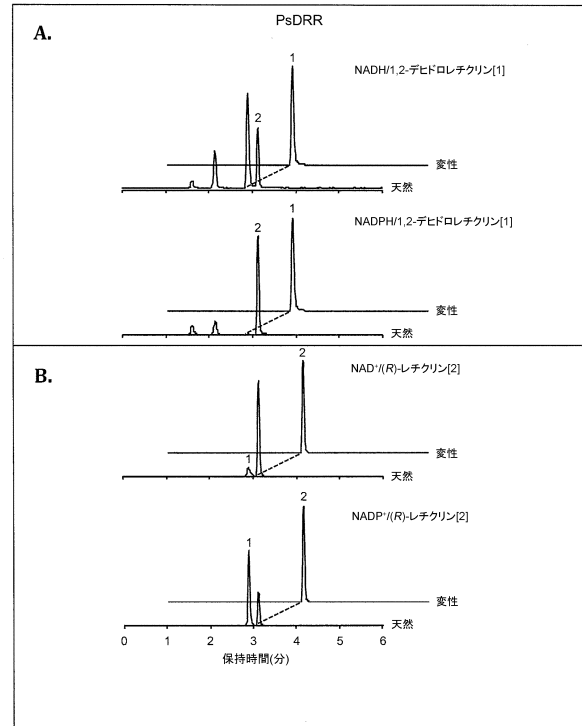 PsDRR
A.
NADH/1,2-デヒドロレチクリン[1]
1
2
変性
天然
NADPH/1,2-デヒドロレチクリン[1]
1
2
変性
天然
B.
NAD⁺/(R)-レチクリン[2]
2
1
変性
天然
NADP⁺/(R)-レチクリン[2]
2
1
変性
天然
0 1 2 3 4 5 6
保持時間(分)